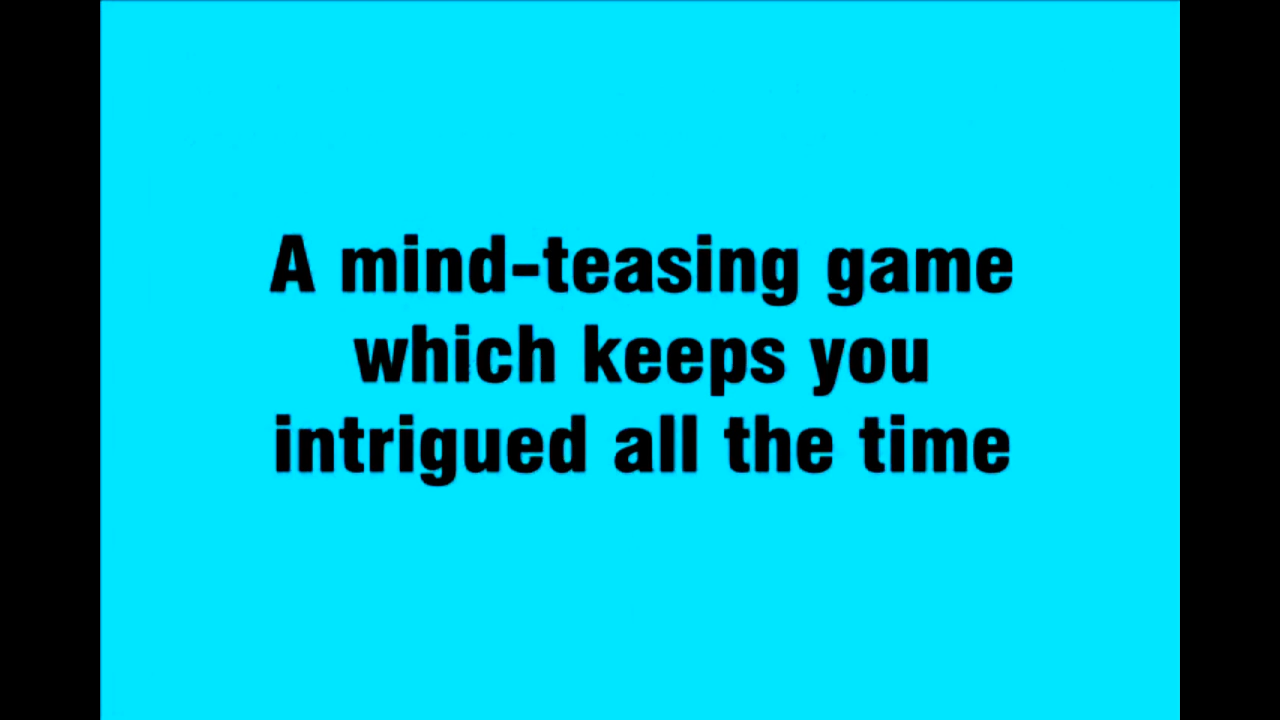 A mind-teasing game
which keeps you
intrigued all the time